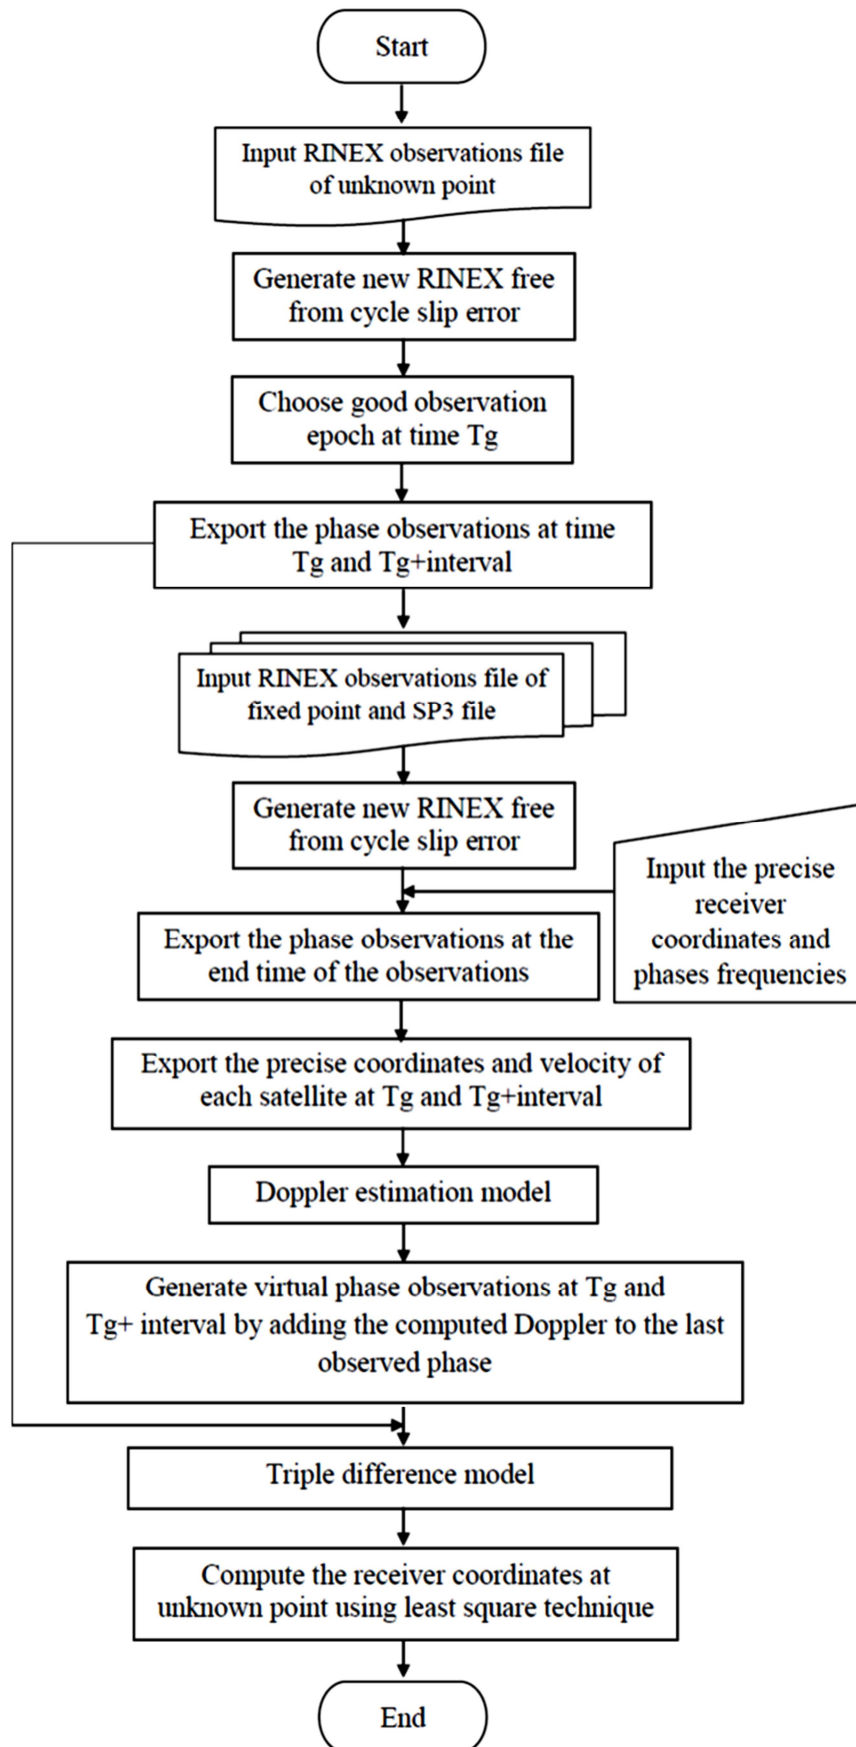 Start
Input RINEX observations file
of unknown point
Generate new RINEX free
from cycle slip error
Choose good observation
epoch at time Tg
Export the phase observations at time
Tg and Tg+interval
Input RINEX observations file of
fixed point and SP3 file
Generate new RINEX free
from cycle slip error
Input the precise
receiver
coordinates and
phases frequencies
Export the phase observations at the
end time of the observations
Export the precise coordinates and velocity of
each satellite at Tg and Tg+interval
Doppler estimation model
Generate virtual phase observations at Tg and
Tg+ interval by adding the computed Doppler to the last
observed phase
Triple difference model
Compute the receiver coordinates at
unknown point using least square technique
End